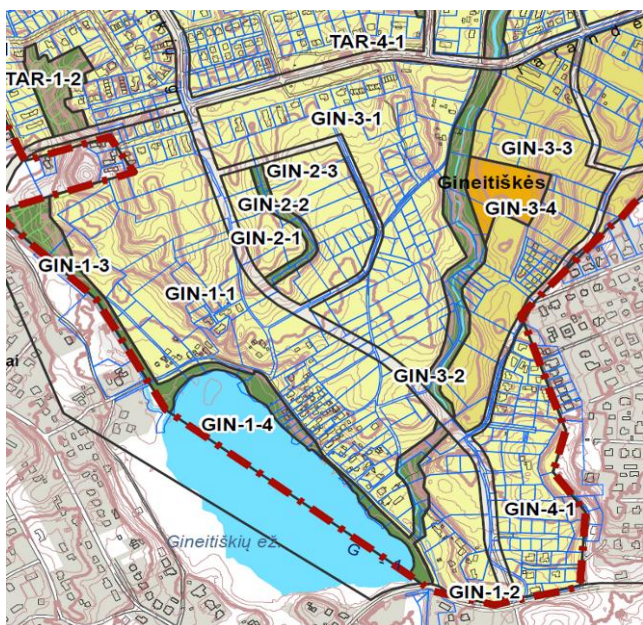 TAR-4-1
TAR-1-2
GIN-3-1
GIN-3-3
GIN-2-3
Gineitiškės
GIN-2-2
GIN-3-4
GIN-2-1
GIN-1-3
GIN-1-1
ai
GIN-3-2
GIN-1-4
GIN-4-1
Gineitiškių ež.
G
GIN-1-2